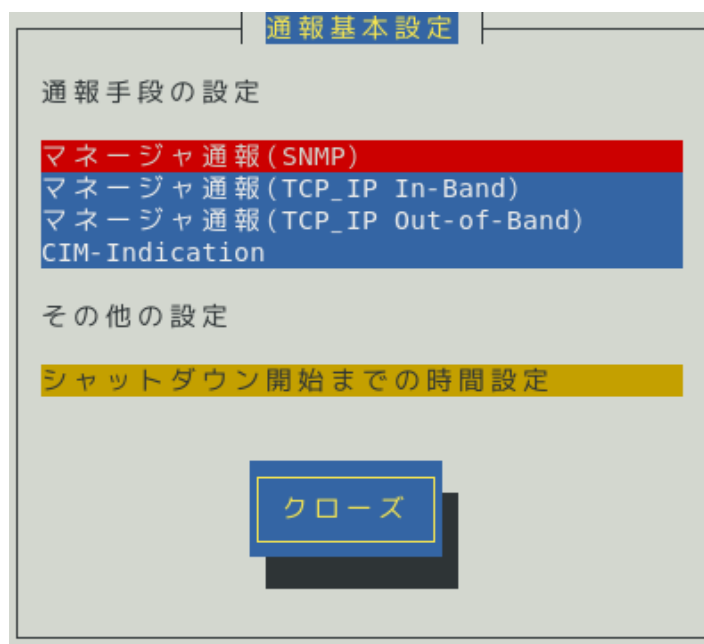 通報基本設定
通報手段の設定
マネージャ通報(SNMP)
マネージャ通報(TCP_IP In-Band)
マネージャ通報(TCP_IP Out-of-Band)
CIM-Indication
その他の設定
シャットダウン開始までの時間設定
クローズ